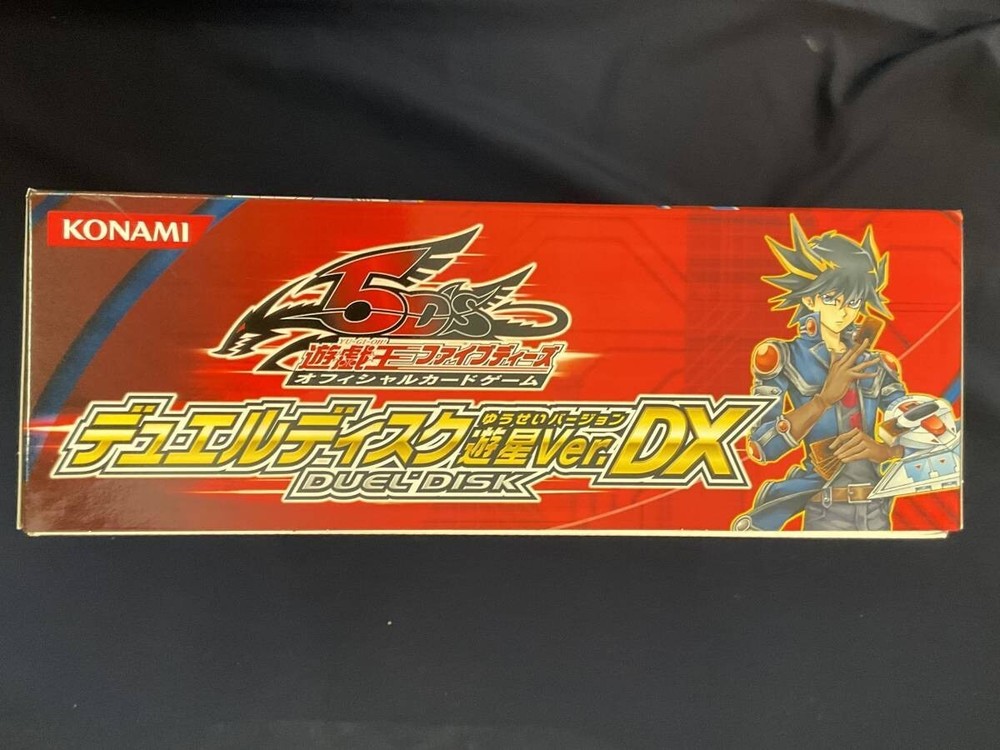 KONAMI
5D's
YU-GI-OH!
遊戯王ファイブディーズ
オフィシャルカードゲーム
ゆうせいバージョン
デュエルディスク遊星Ver.DX
DUEL DISK